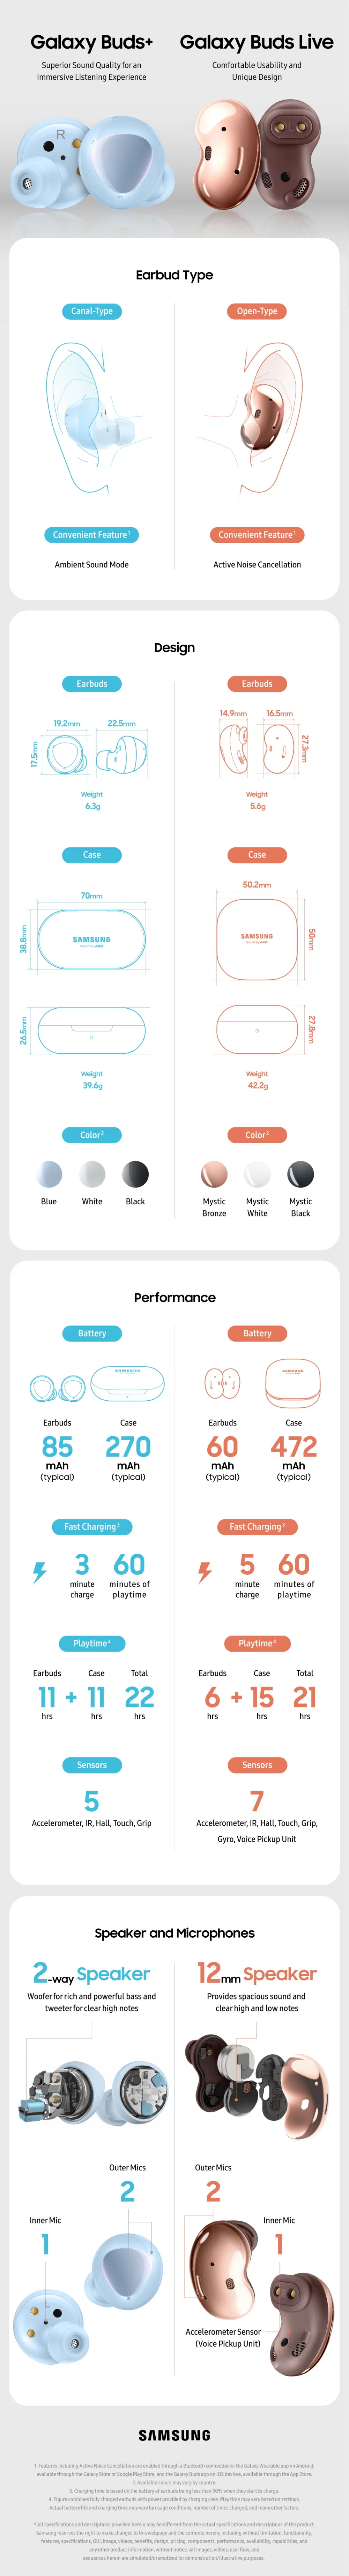 Galaxy Buds+
Superior Sound Quality for an
Immersive Listening Experience
Galaxy Buds Live
Comfortable Usability and
Unique Design
R
Earbud Type
Canal-Type
Open-Type
Convenient Feature1
Convenient Feature1
Ambient Sound Mode
Active Noise Cancellation
Design
Earbuds
Earbuds
19.2mm
22.5mm
17.5mm
14.9mm
16.5mm
27.3mm
Weight
6.3g
Weight
5.6g
Case
Case
70mm
38.8mm
SAMSUNG
50.2mm
SAMSUNG
50mm
26.5mm
27.8mm
Weight
39.6g
Weight
42.2g
Color2
Color2
Blue
White
Black
Mystic
Bronze
Mystic
White
Mystic
Black
Performance
Battery
Battery
SAMSUNG
Earbuds
Case
Earbuds
Case
85
mAh
(typical)
270
mAh
(typical)
60
mAh
(typical)
472
mAh
(typical)
Fast Charging3
Fast Charging3
3
minute
charge
60
minutes of
playtime
5
minute
charge
60
minutes of
playtime
Playtime4
Playtime4
Earbuds Case Total
11 + 11 22
hrs hrs hrs
Earbuds Case Total
6 + 15 21
hrs hrs hrs
Sensors
Sensors
5
Accelerometer, IR, Hall, Touch, Grip
7
Accelerometer, IR, Hall, Touch, Grip,
Gyro, Voice Pickup Unit
Speaker and Microphones
2-way Speaker
Woofer for rich and powerful bass and
tweeter for clear high notes
12mm Speaker
Provides spacious sound and
clear high and low notes
Outer Mics
2
Outer Mics
2
Inner Mic
1
Inner Mic
1
L
Accelerometer Sensor
(Voice Pickup Unit)
SAMSUNG
1. Features including Active Noise Cancellation are enabled through a Bluetooth connection or the Galaxy Wearable app on Android,
available through the Galaxy Store or Google Play Store, and the Galaxy Buds app on iOS devices, available through the App Store.
2. Available colors may vary by country.
3. Charging time is based on the battery of earbuds being less than 30% when they start to charge.
4. Figure combines fully charged earbuds with power provided by charging case. Play time may vary based on settings.
Actual battery life and charging time may vary by usage conditions, number of times charged, and many other factors.
* All specifications and descriptions provided herein may be different from the actual specifications and descriptions of the product.
Samsung reserves the right to make changes to this webpage and the contents herein, including without limitation, functionality,
features, specifications, GUI, image, videos, benefits, design, pricing, components, performance, availability, capabilities, and
any other product information, without notice. All images, videos, user flow, and
sequences herein are simulated/dramatized for demonstration/illustrative purposes.